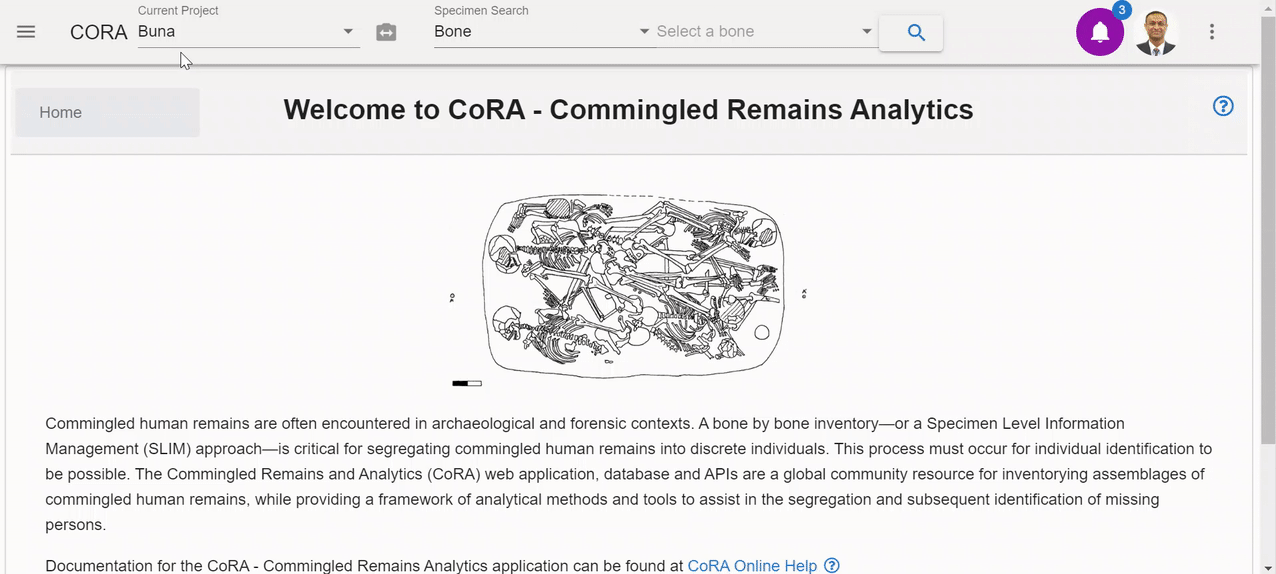 Current Project
Specimen Search
CORA
Buna
Bone
Select a bone
3
Home
Welcome to CoRA - Commingled Remains Analytics
Commingled human remains are often encountered in archaeological and forensic contexts. A bone by bone inventory—or a Specimen Level Information
Management (SLIM) approach—is critical for segregating commingled human remains into discrete individuals. This process must occur for individual identification to
be possible. The Commingled Remains and Analytics (CoRA) web application, database and APIs are a global community resource for inventorying assemblages of
commingled human remains, while providing a framework of analytical methods and tools to assist in the segregation and subsequent identification of missing
persons.
Documentation for the CoRA - Commingled Remains Analytics application can be found at CoRA Online Help